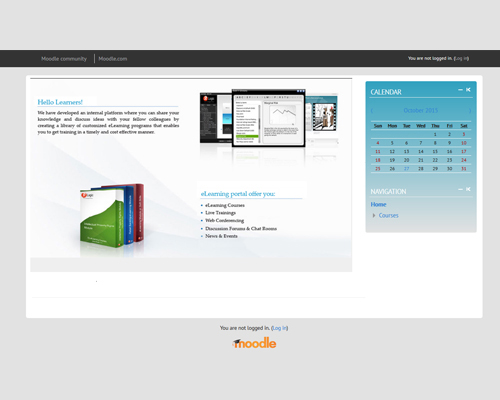 Moodle community
Moodle.com
You are not logged in. (Log in)
Hello Learners!
We have developed an internal platform where you can share your
knowledge and discuss ideas with your fellow colleagues by
creating a library of customized eLearning programs that enables
you to get training in a timely and cost effective manner.
eLearning portal offer you:
eLearning Courses
Live Trainings
Web Conferencing
Discussion Forums & Chat Rooms
News & Events
CALENDAR
October 2015
Sun Mon Tue Wed Thu Fri Sat
1 2 3
4 5 6 7 8 9 10
11 12 13 14 15 16 17
18 19 20 21 22 23 24
25 26 27 28 29 30 31
NAVIGATION
Home
Courses
You are not logged in. (Log in)
moodle